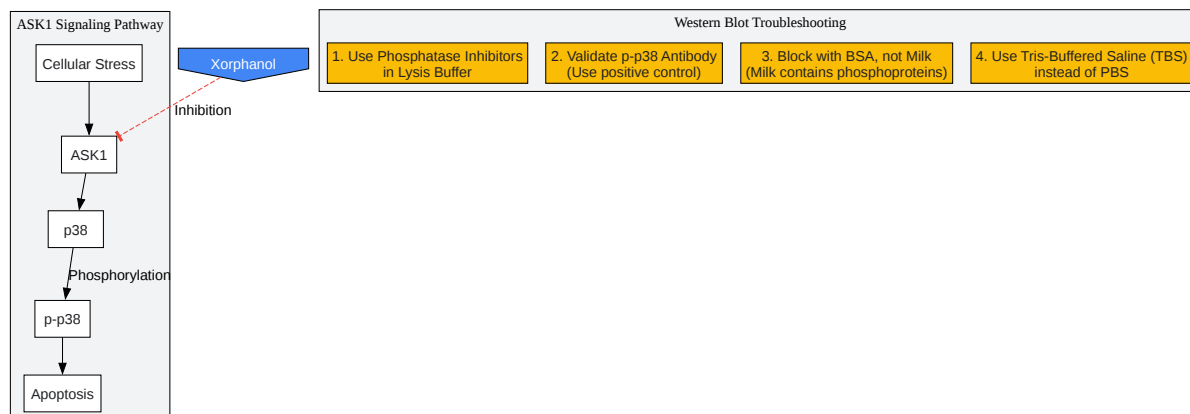 ASK1 Signaling Pathway
Cellular Stress
Xorphanol
Inhibition
ASK1
p38
Phosphorylation
p-p38
Apoptosis
Western Blot Troubleshooting
1. Use Phosphatase Inhibitors
in Lysis Buffer
2. Validate p-p38 Antibody
(Use positive control)
3. Block with BSA, not Milk
(Milk contains phosphoproteins)
4. Use Tris-Buffered Saline (TBS)
instead of PBS